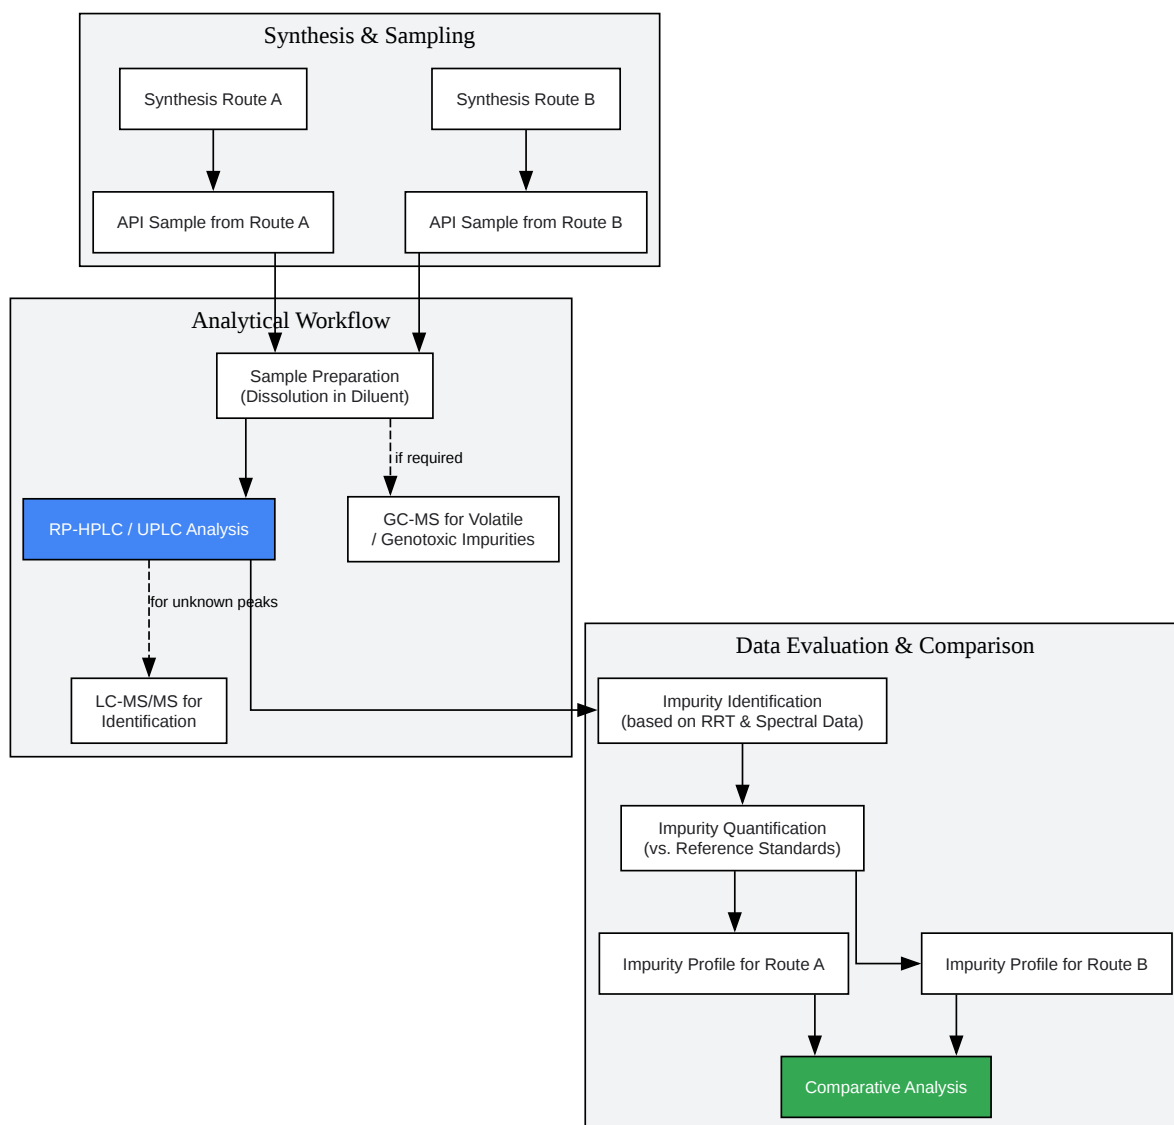 Synthesis & Sampling
Synthesis Route A
Synthesis Route B
API Sample from Route A
API Sample from Route B
Analytical Workflow
Sample Preparation
(Dissolution in Diluent)
if required
RP-HPLC / UPLC Analysis
GC-MS for Volatile
/ Genotoxic Impurities
for unknown peaks
LC-MS/MS for
Identification
Data Evaluation & Comparison
Impurity Identification
(based on RRT & Spectral Data)
Impurity Quantification
(vs. Reference Standards)
Impurity Profile for Route A
Impurity Profile for Route B
Comparative Analysis